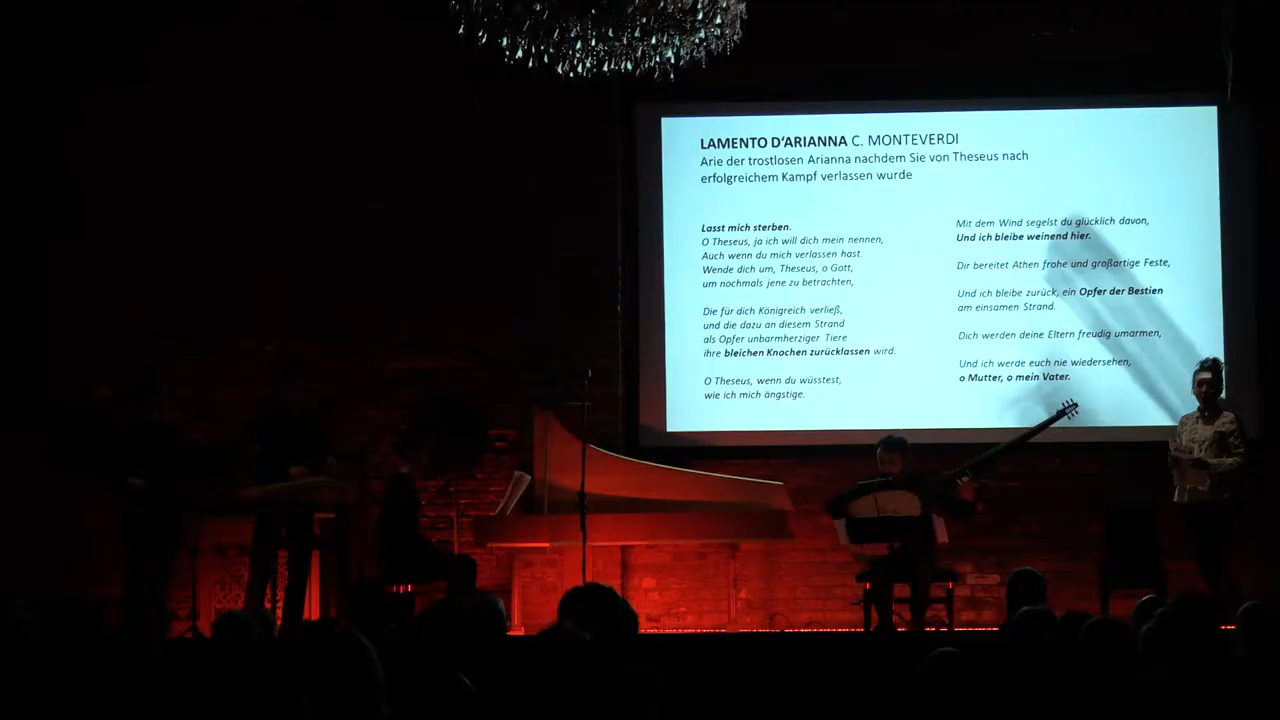 LAMENTO D'ARIANNA C. MONTEVERDI
Arie der trostlosen Arianna nachdem Sie von Theseus nach
erfolgreichem Kampf verlassen wurde
Lasst mich sterben.
O Theseus, ja ich will dich mein nennen,
Auch wenn du mich verlassen hast.
Wende dich um, Theseus, o Gott,
um nochmals jene zu betrachten,
Die für dich Königreich verließ,
und die dazu an diesem Strand
als Opfer unbarmherziger Tiere
ihre bleichen Knochen zurücklassen wird.
O Theseus, wenn du wüsstest,
wie ich mich ängstige.
Mit dem Wind segelst du glücklich davon,
Und ich bleibe weinend hier.
Dir bereitet Athen frohe und großartige Feste,
Und ich bleibe zurück, ein Opfer der Bestien
am einsamen Strand.
Dich werden deine Eltern freudig umarmen,
Und ich werde euch nie wiedersehen,
o Mutter, o mein Vater.